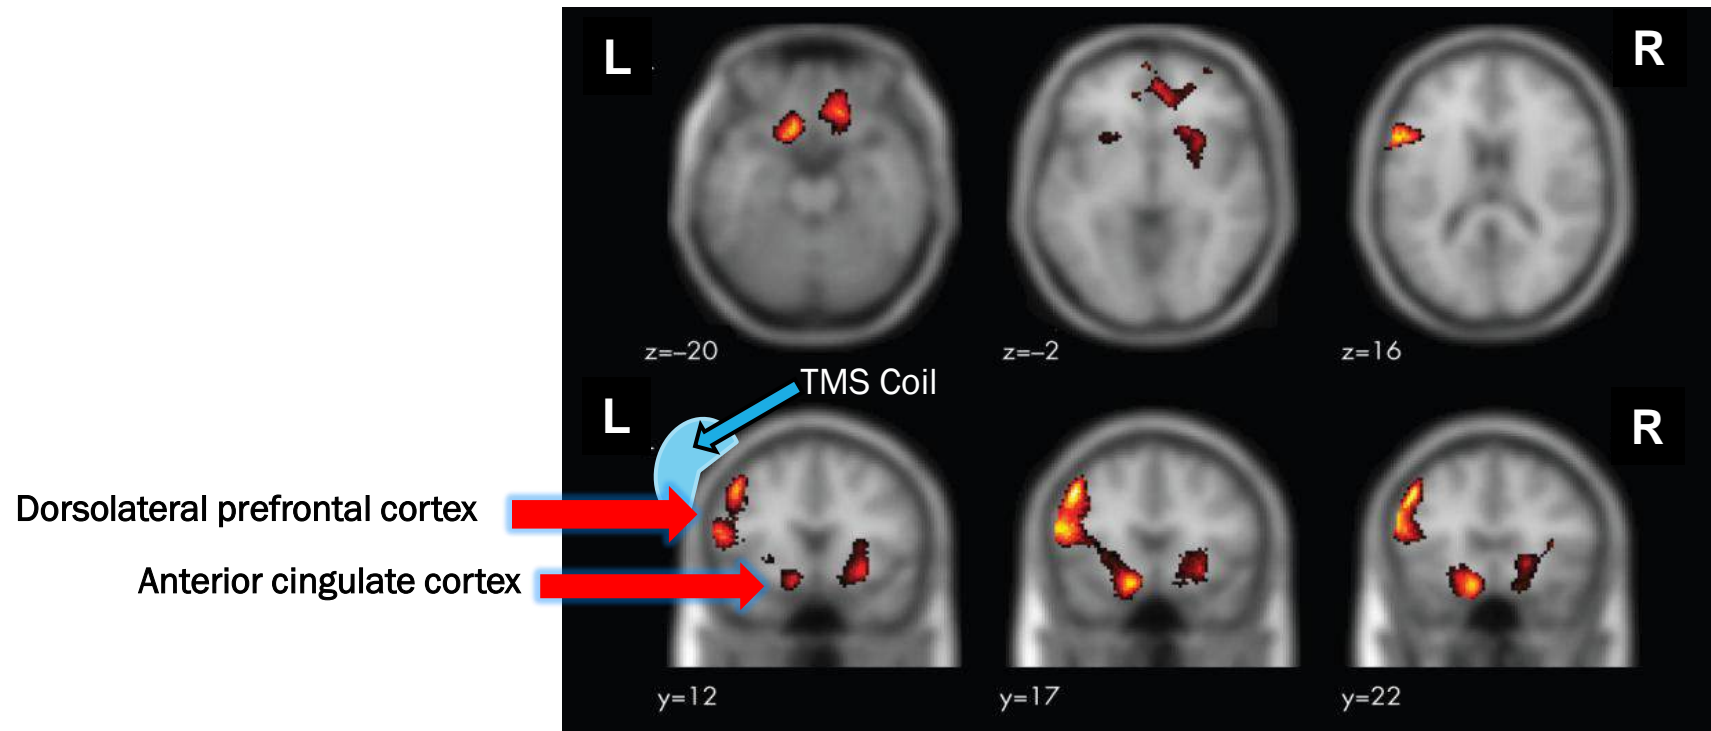 L
R
z=–20
z=–2
z=16
TMS Coil
L
R
Dorsolateral prefrontal cortex
Anterior cingulate cortex
y=12
y=17
y=22